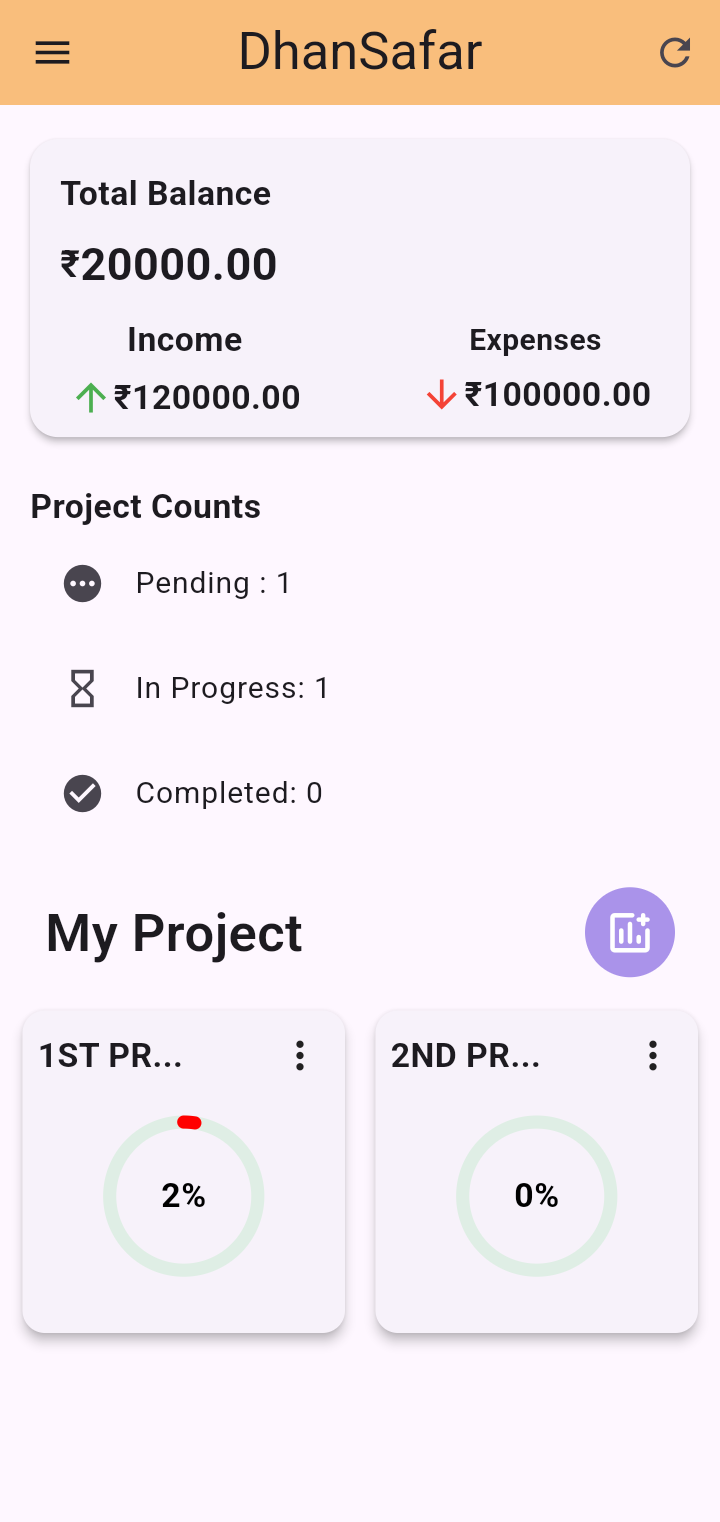 DhanSafar
Total Balance
₹20000.00
Income Expenses
₹120000.00 ₹100000.00
Project Counts
Pending : 1
In Progress: 1
Completed: 0
My Project
1ST PR... 2ND PR...
2% 0%